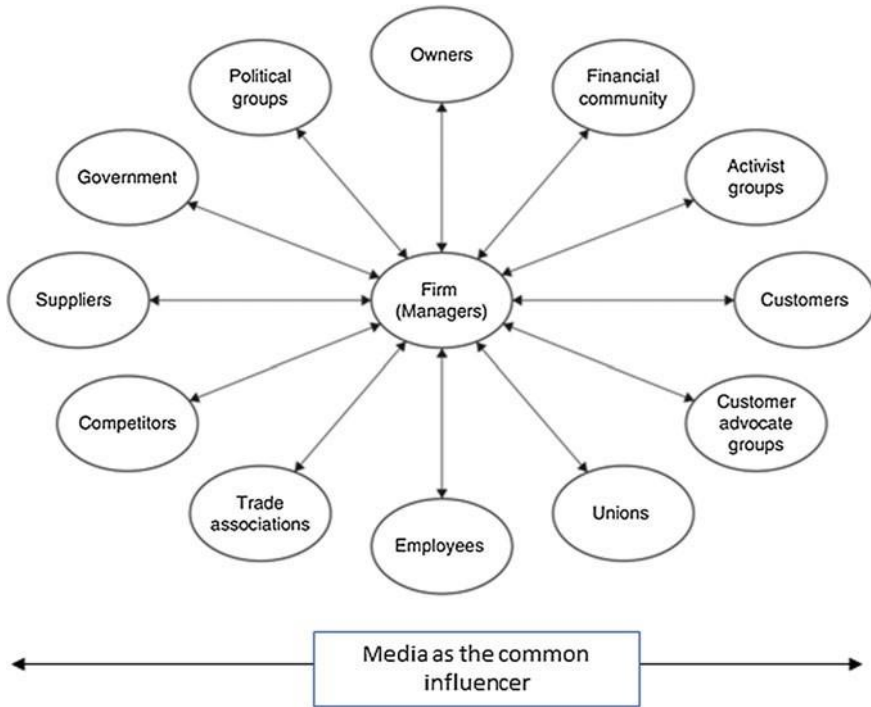 Owners
Political
groups
Financial
community
Government
Activist
groups
Suppliers
Firm
(Managers)
Customers
Competitors
Customer
advocate
groups
Trade
associations
Employees
Unions
Media as the common
influencer